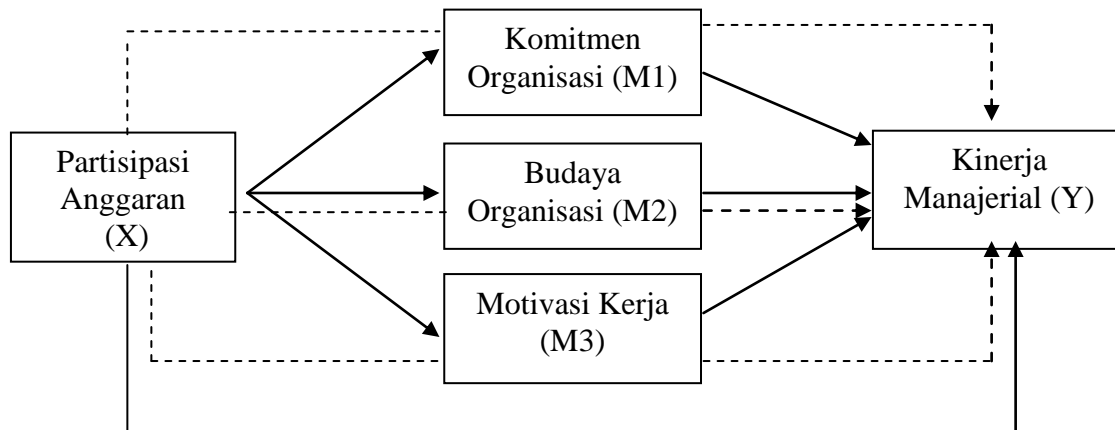 Partisipasi
Anggaran
(X)
Komitmen
Organisasi (M1)
Budaya
Organisasi (M2)
Motivasi Kerja
(M3)
Kinerja
Manajerial (Y)